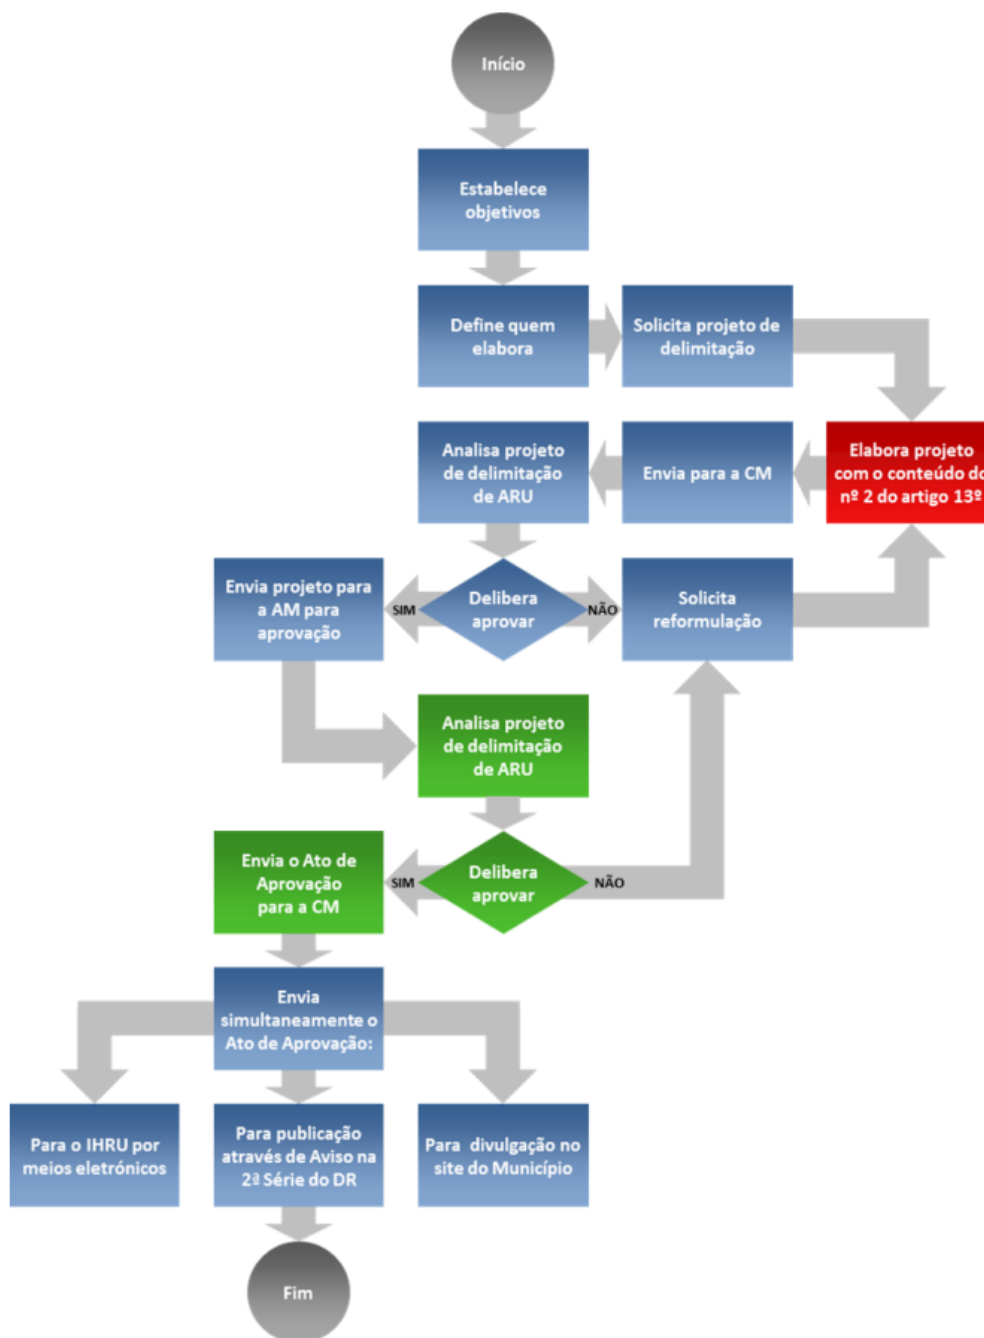 Início
Estabelece
objetivos
Define quem
elabora
Solicita projeto de
delimitação
Analisa projeto
de delimitação
de ARU
Envia para a CM
Elabora projeto
com o conteúdo do
nº 2 do artigo 13º
Envia projeto para
a AM para
aprovação
SIM
Delibera
aprovar
NÃO
Solicita
reformulação
Analisa projeto
de delimitação
de ARU
Envia o Ato de
Aprovação
para a CM
SIM
Delibera
aprovar
NÃO
Envia
simultaneamente o
Ato de Aprovação:
Para o IHRU por
meios eletrónicos
Para publicação
através de Aviso na
2ª Série do DR
Para divulgação no
site do Município
Fim